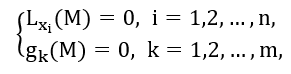 L_{x_i}(M) = 0, i = 1,2, …, n,
g_k(M) = 0, k = 1,2, …, m,